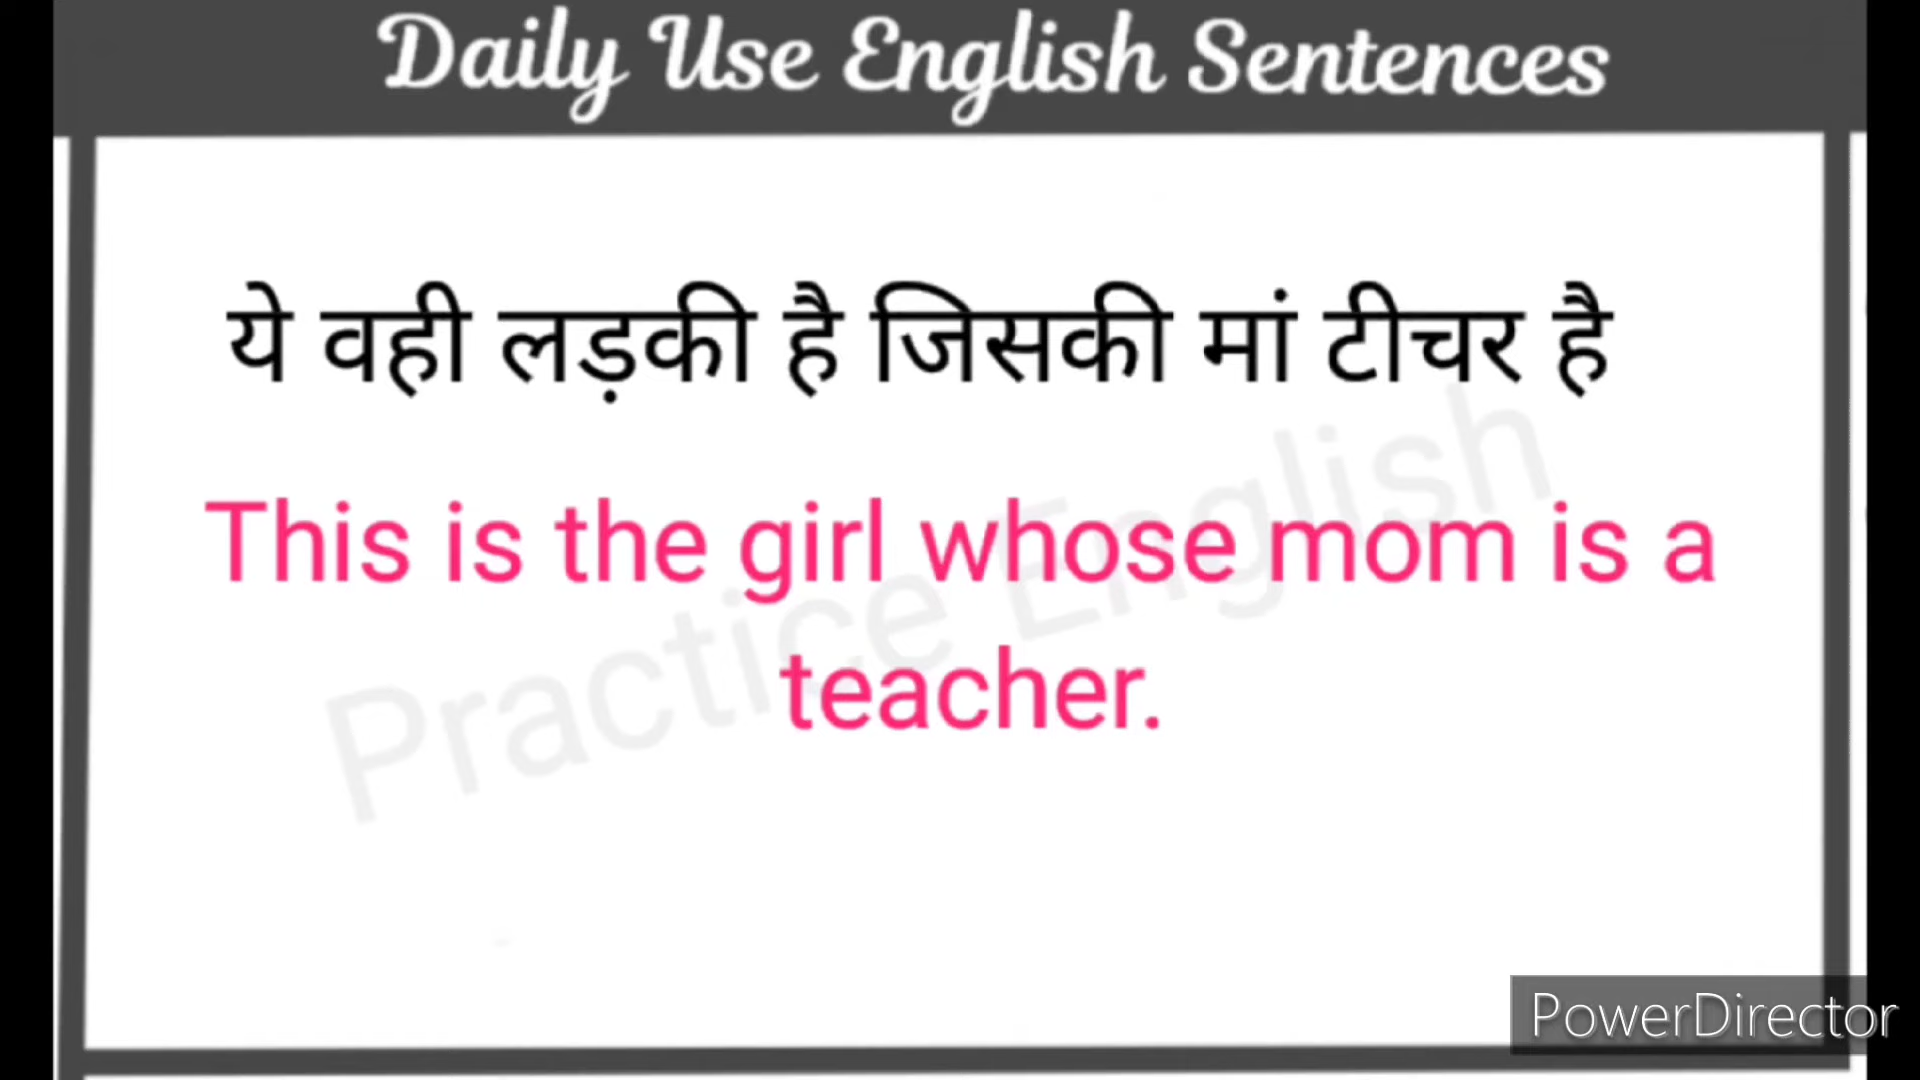 Daily Use English Sentences
ये वही लड़की है जिसकी मां टीचर है
This is the girl whose mom is a
teacher.
Practice English
PowerDirector